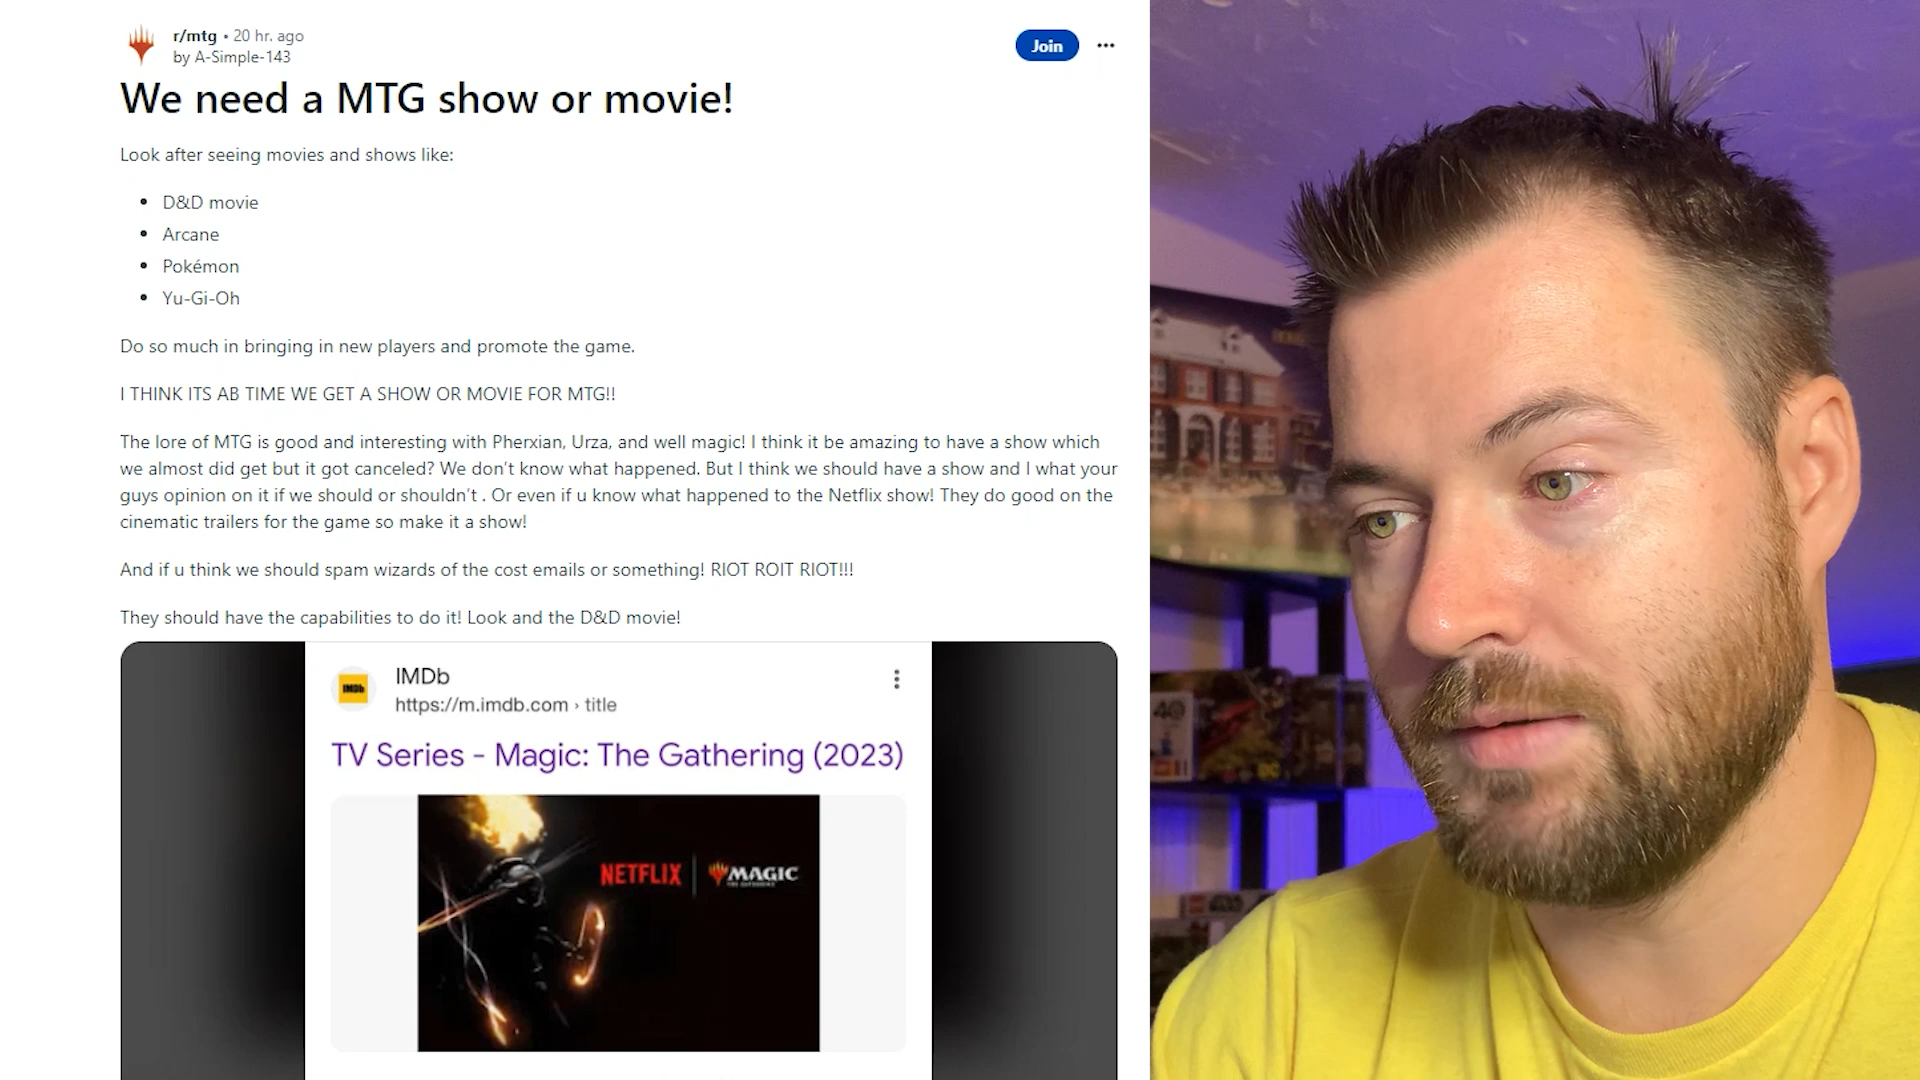 r/mtg • 20 hr. ago
by A-Simple-143
Join
We need a MTG show or movie!
Look after seeing movies and shows like:
• D&D movie
• Arcane
• Pokémon
• Yu-Gi-Oh
Do so much in bringing in new players and promote the game.
I THINK ITS AB TIME WE GET A SHOW OR MOVIE FOR MTG!!
The lore of MTG is good and interesting with Pherxian, Urza, and well magic! I think it be amazing to have a show which
we almost did get but it got canceled? We don't know what happened. But I think we should have a show and I what your
guys opinion on it if we should or shouldn't . Or even if u know what happened to the Netflix show! They do good on the
cinematic trailers for the game so make it a show!
And if u think we should spam wizards of the cost emails or something! RIOT ROIT RIOT!!!
They should have the capabilities to do it! Look and the D&D movie!
IMDb
IMDb
https://m.imdb.com › title
TV Series - Magic: The Gathering (2023)
NETFLIX | MAGIC
THE GATHERING